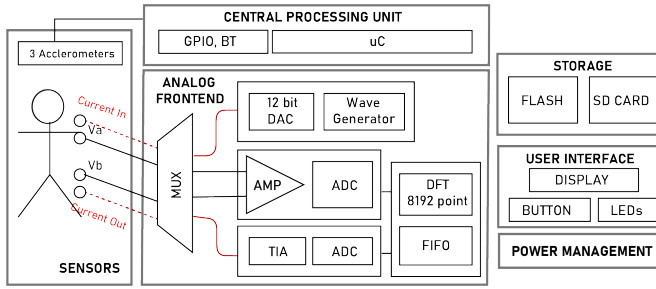 CENTRAL PROCESSING UNIT
GPIO, BT
uC
3 Acclerometers
Current In
Va
Vb
Current Out
SENSORS
ANALOG
FRONTEND
MUX
12 bit
DAC
Wave
Generator
AMP
ADC
TIA
ADC
DFT
8192 point
FIFO
STORAGE
FLASH
SD CARD
USER INTERFACE
DISPLAY
BUTTON
LEDs
POWER MANAGEMENT